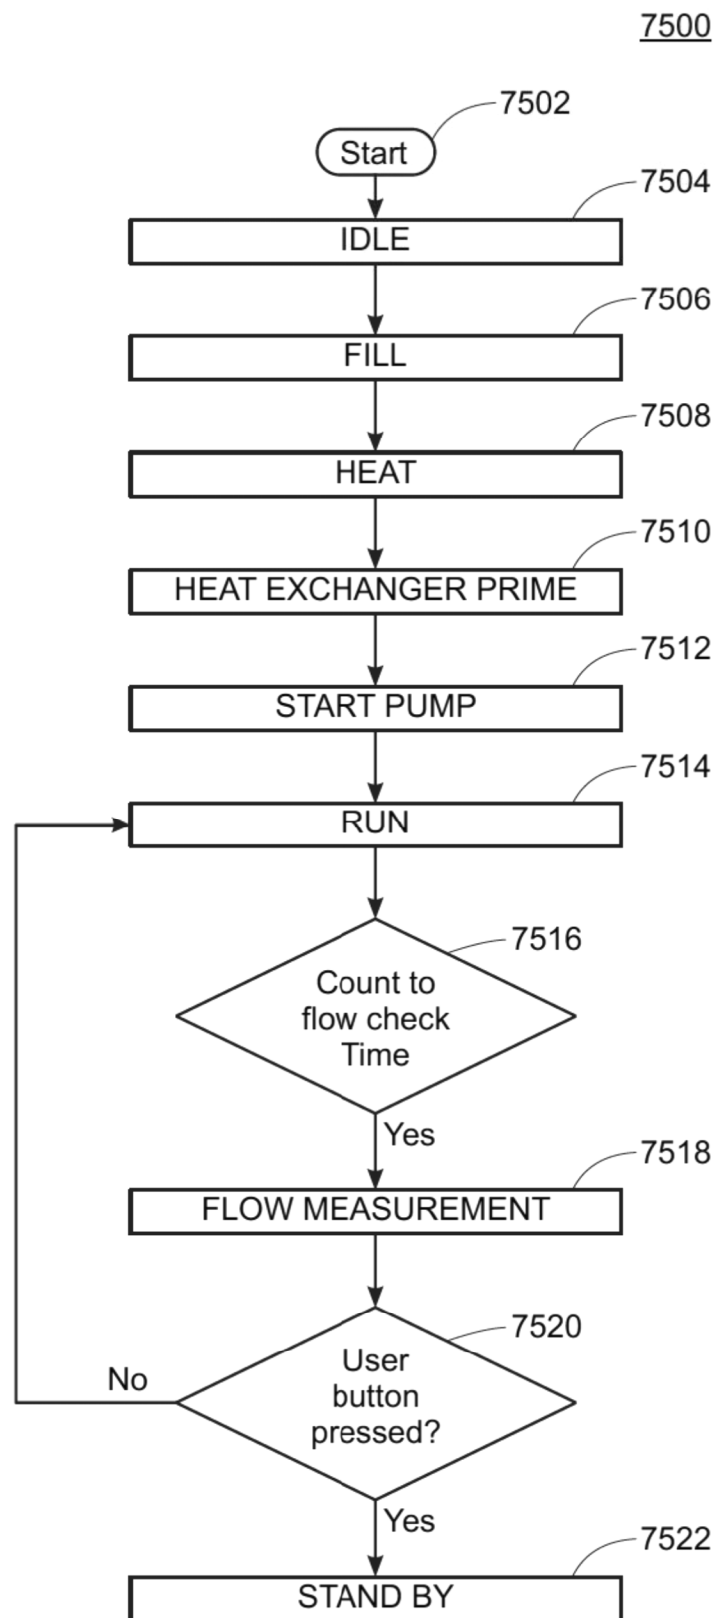 7500
7502
Start
7504
IDLE
7506
FILL
7508
HEAT
7510
HEAT EXCHANGER PRIME
7512
START PUMP
7514
RUN
7516
Count to
flow check
Time
Yes
7518
FLOW MEASUREMENT
7520
User
button
pressed?
No
Yes
7522
STAND BY